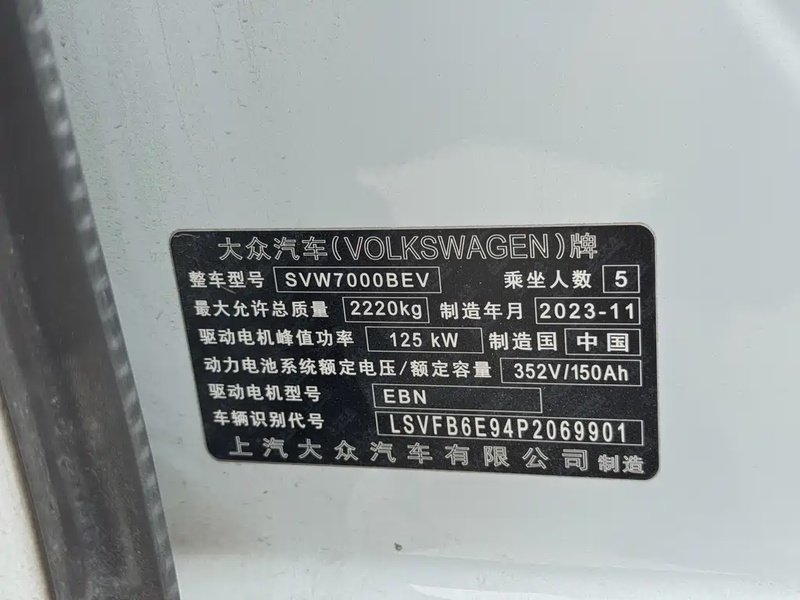 大众汽车(VOLKSWAGEN)牌
整车型号 SVW7000BEV 乘坐人数 5
最大允许总质量 2220kg 制造年月 2023-11
驱动电机峰值功率 125 kW 制造国 中国
动力电池系统额定电压/额定容量 352V/150Ah
驱动电机型号 EBN
车辆识别代号 LSVFB6E94P2069901
上汽大众汽车有限公司 制造